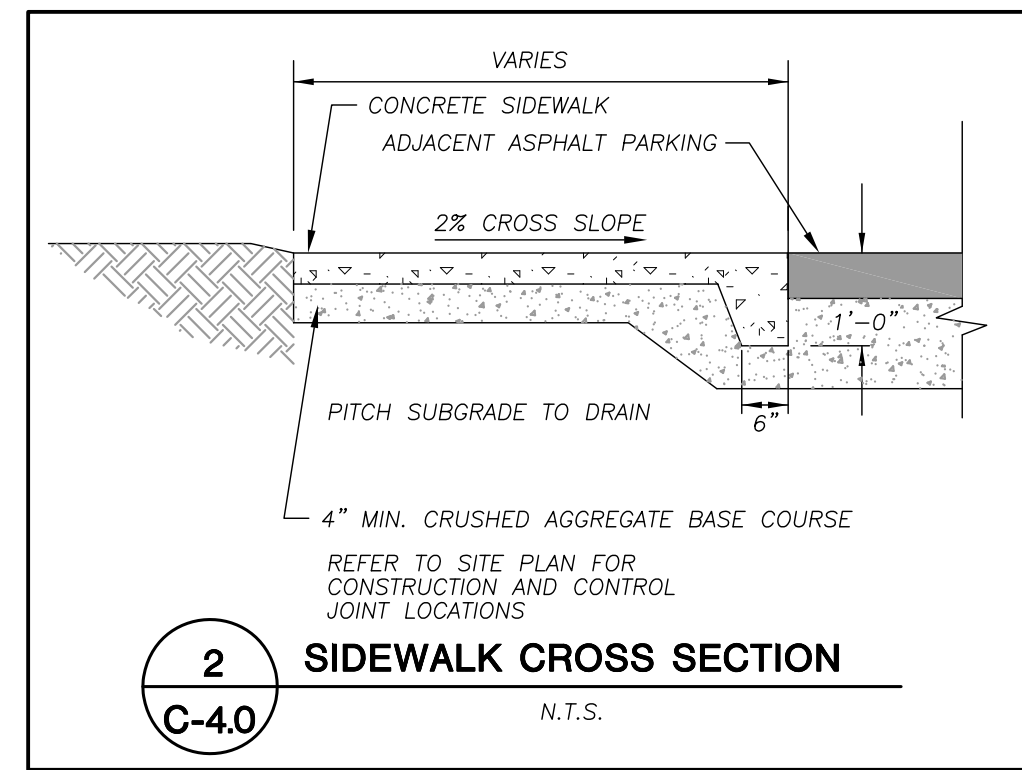 VARIES
CONCRETE SIDEWALK
ADJACENT ASPHALT PARKING
2% CROSS SLOPE
1'-0"
6"
PITCH SUBGRADE TO DRAIN
4" MIN. CRUSHED AGGREGATE BASE COURSE
REFER TO SITE PLAN FOR
CONSTRUCTION AND CONTROL
JOINT LOCATIONS
2
C-4.0
SIDEWALK CROSS SECTION
N.T.S.